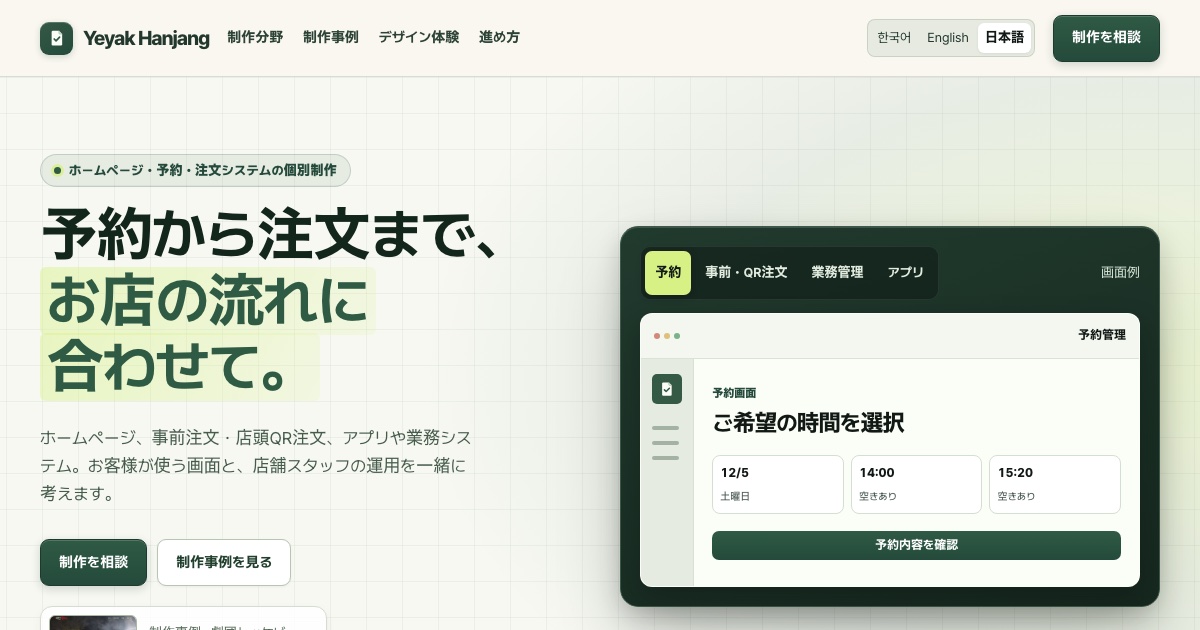 Yeyak Hanjang
制作分野
制作事例
デザイン体験
進め方
한국어
English
日本語
制作を相談
ホームページ・予約・注文システムの個別制作
予約から注文まで、
お店の流れに
合わせて。
ホームページ、事前注文・店頭QR注文、アプリや業務シス
テム。お客様が使う画面と、店舗スタッフの運用を一緒に
考えます。
制作を相談
制作事例を見る
予約
事前・QR注文
業務管理
アプリ
画面例
予約管理
予約画面
ご希望の時間を選択
12/5
土曜日
14:00
空きあり
15:20
空きあり
予約内容を確認